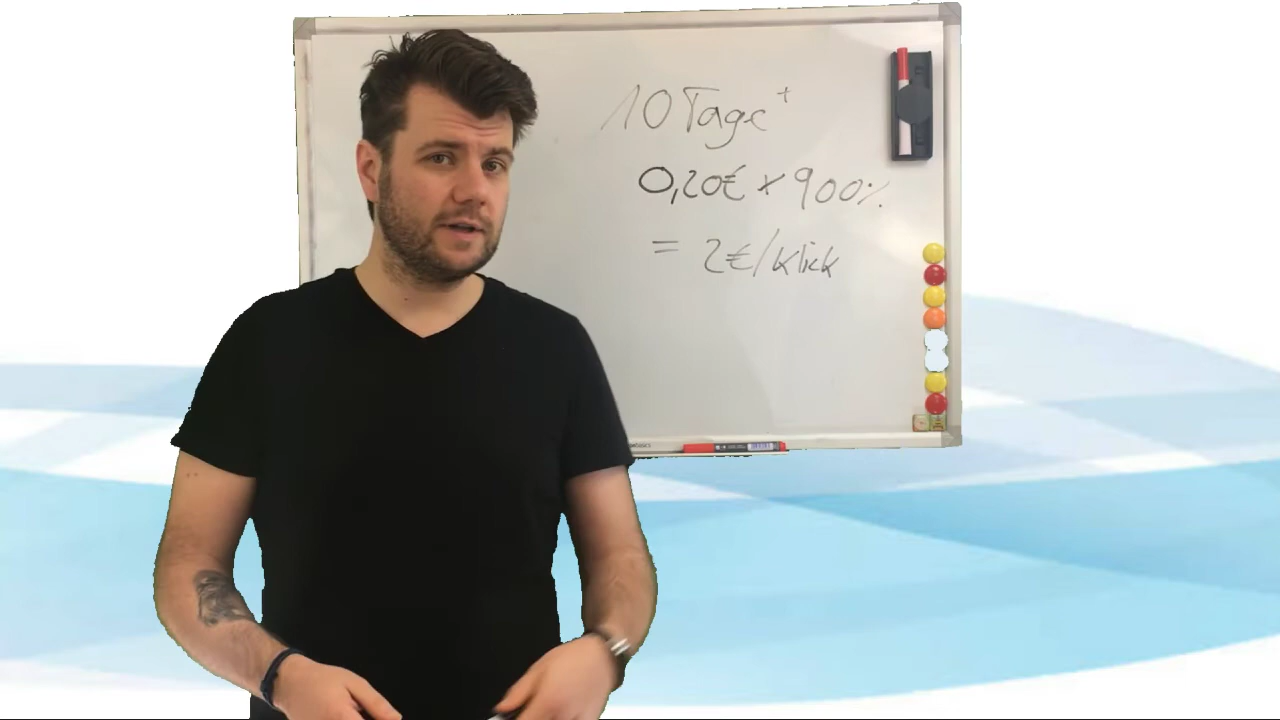 10 Tage+
0,20€ x 900%
= 2€/Klick